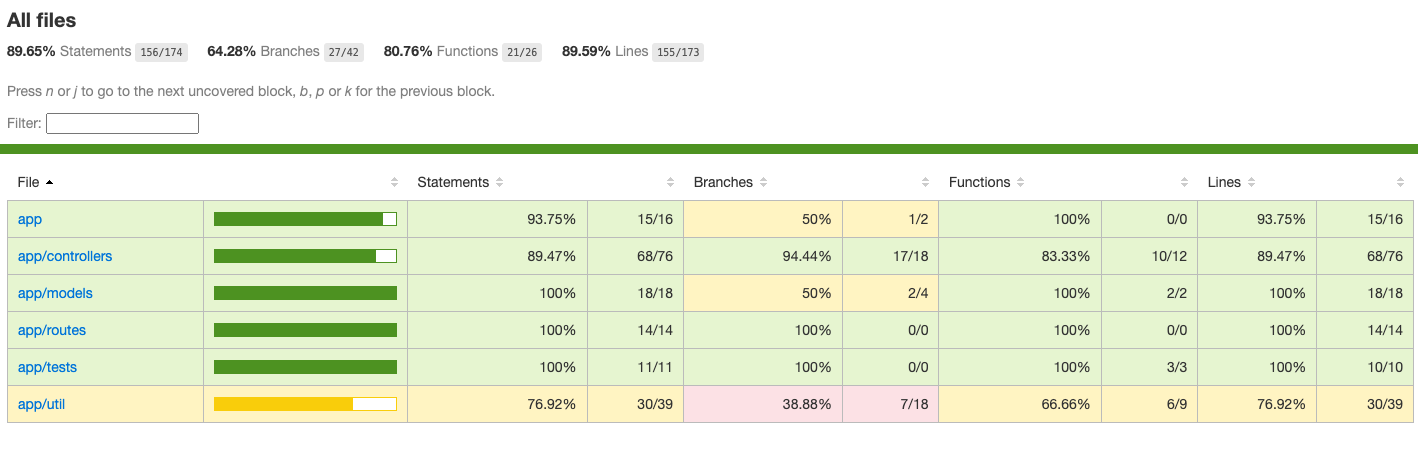 All files
89.65% Statements 156/174 64.28% Branches 27/42 80.76% Functions 21/26 89.59% Lines 155/173
Press n or j to go to the next uncovered block, b, p or k for the previous block.
Filter:
File Statements Branches Functions Lines
app 93.75% 15/16 50% 1/2 100% 0/0 93.75% 15/16
app/controllers 89.47% 68/76 94.44% 17/18 83.33% 10/12 89.47% 68/76
app/models 100% 18/18 50% 2/4 100% 2/2 100% 18/18
app/routes 100% 14/14 100% 0/0 100% 0/0 100% 14/14
app/tests 100% 11/11 100% 0/0 100% 3/3 100% 10/10
app/util 76.92% 30/39 38.88% 7/18 66.66% 6/9 76.92% 30/39